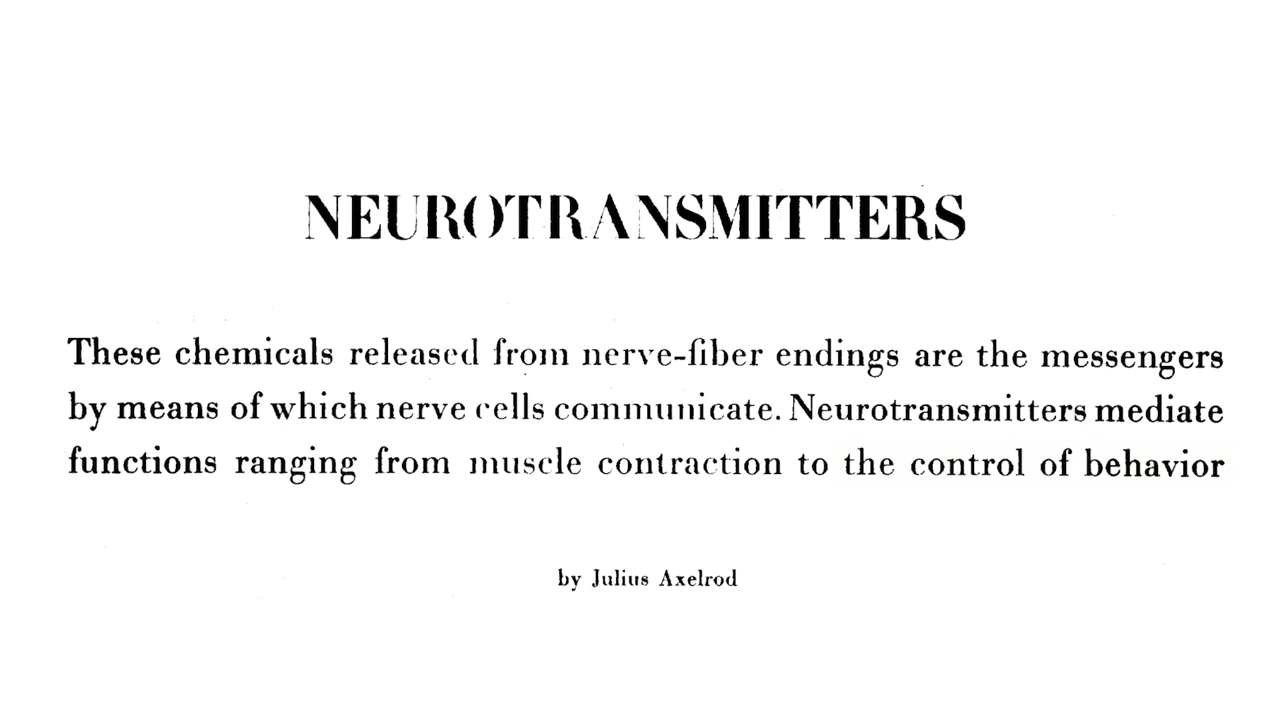 NEUROTRANSMITTERS
These chemicals released from nerve-fiber endings are the messengers
by means of which nerve cells communicate. Neurotransmitters mediate
functions ranging from muscle contraction to the control of behavior
by Julius Axelrod